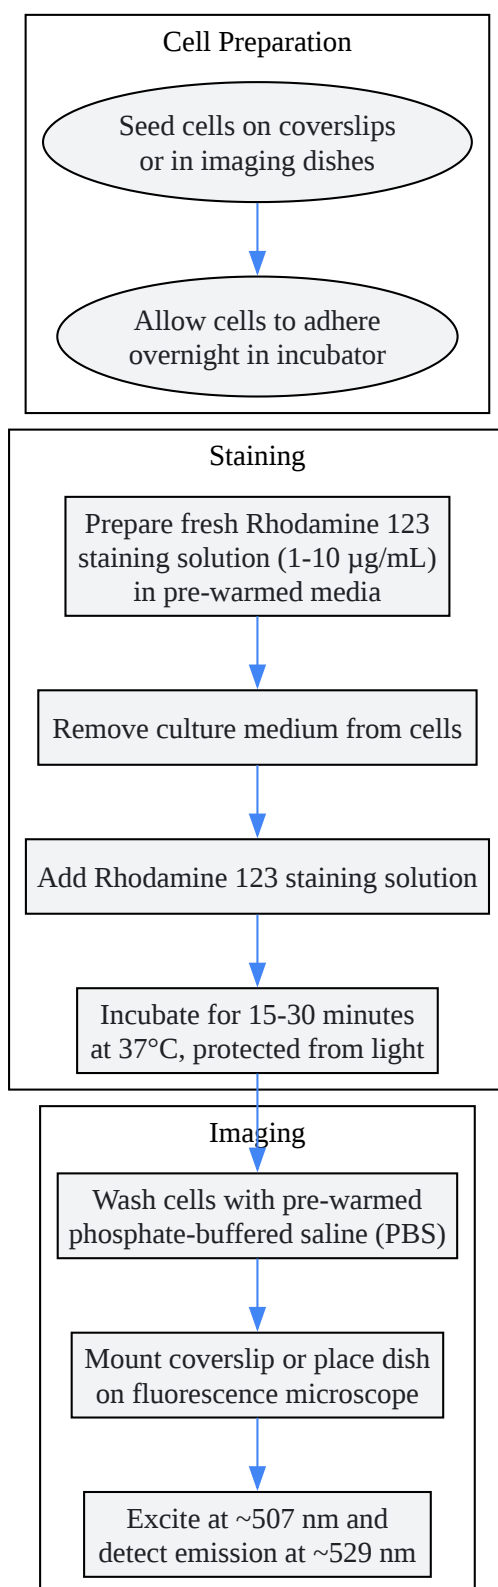 Cell Preparation
Seed cells on coverslips
or in imaging dishes
Allow cells to adhere
overnight in incubator
Staining
Prepare fresh Rhodamine 123
staining solution (1-10 µg/mL)
in pre-warmed media
Remove culture medium from cells
Add Rhodamine 123 staining solution
Incubate for 15-30 minutes
at 37°C, protected from light
Imaging
Wash cells with pre-warmed
phosphate-buffered saline (PBS)
Mount coverslip or place dish
on fluorescence microscope
Excite at ~507 nm and
detect emission at ~529 nm